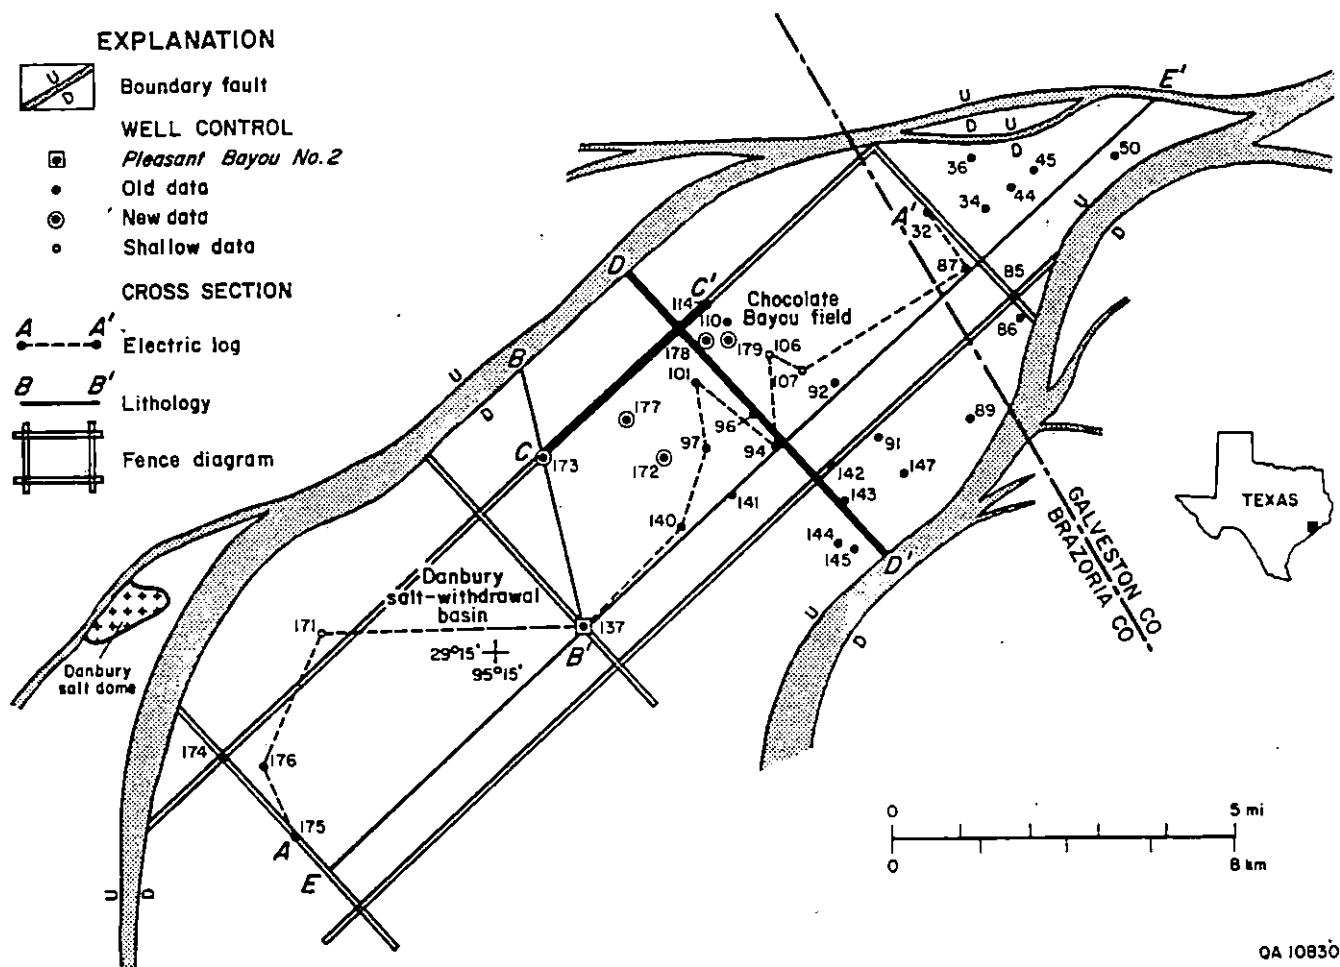 EXPLANATION
U
D
Boundary fault
WELL CONTROL
Pleasant Bayou No. 2
Old data
New data
Shallow data
CROSS SECTION
A A'
Electric log
B B'
Lithology
Fence diagram
E'
U
D U
D
36
45
50
44
34
A'
32
U
D
87
85
86
D
C'
114
Chocolate
Bayou field
110
178
179
106
107
101
92
B
U
D
177
96
97
94
89
91
C
173
172
142
147
141
143
140
144
145
D'
GALVESTON CO
BRAZORIA CO
TEXAS
Danbury
salt-withdrawal
basin
171
137
B'
29°15'
95°15'
U
D
Danbury
salt dome
174
176
175
A
E
U D
0 5 mi
0 8 km
QA 10830